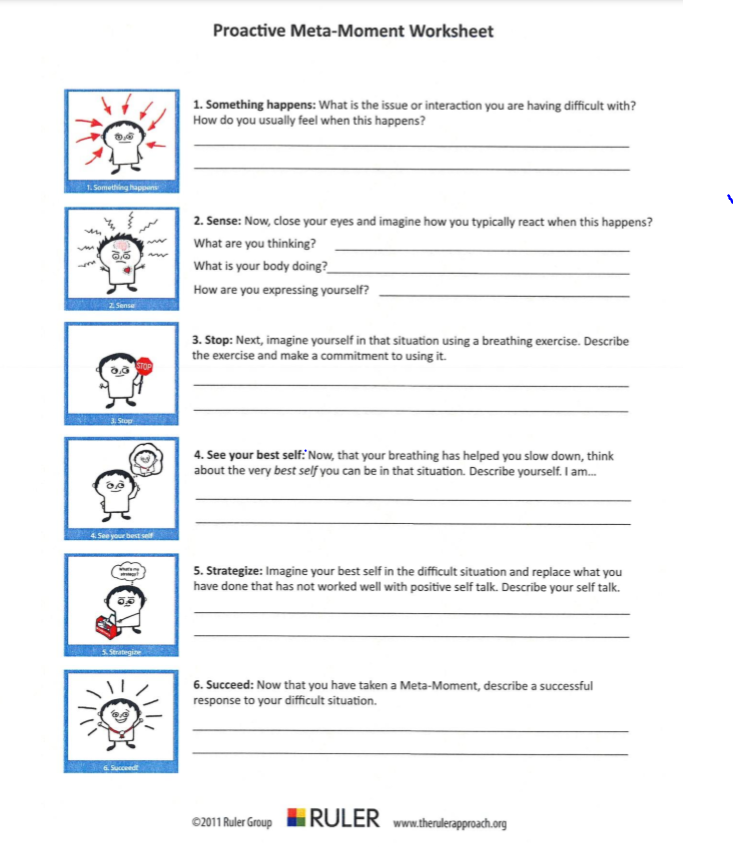 Proactive Meta-Moment Worksheet
1. Something happens: What is the issue or interaction you are having difficult with?
How do you usually feel when this happens?
1. Something happens
2. Sense: Now, close your eyes and imagine how you typically react when this happens?
What are you thinking?
What is your body doing?
How are you expressing yourself?
2. Sense
3. Stop: Next, imagine yourself in that situation using a breathing exercise. Describe
the exercise and make a commitment to using it.
STOP
3. Stop
4. See your best self: Now, that your breathing has helped you slow down, think
about the very best self you can be in that situation. Describe yourself. I am...
4. See your best self
5. Strategize: Imagine your best self in the difficult situation and replace what you
have done that has not worked well with positive self talk. Describe your self talk.
What's my
strategy?
5. Strategize
6. Succeed: Now that you have taken a Meta-Moment, describe a successful
response to your difficult situation.
6. Succeed!
©2011 Ruler Group RULER www.therulerapproach.org